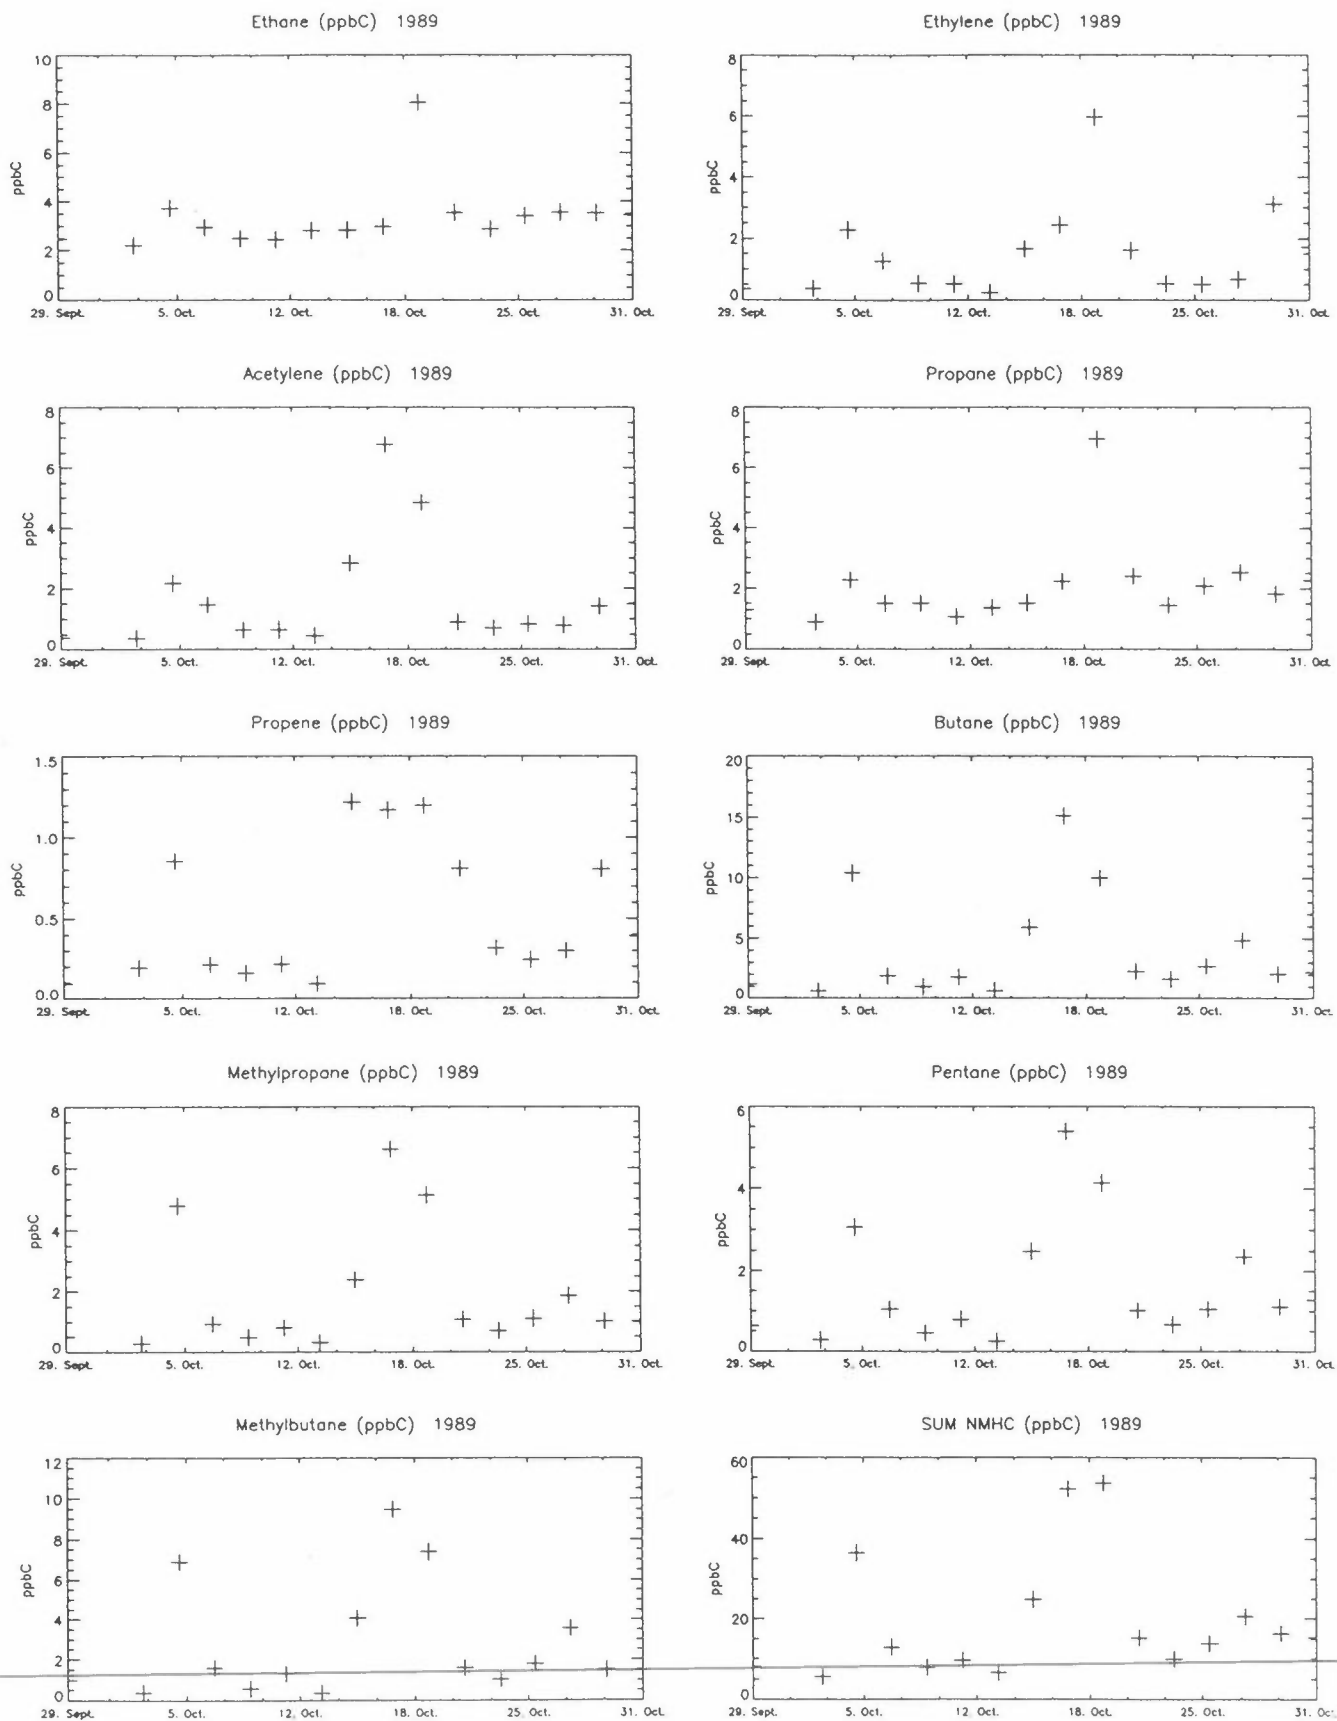 Ethane (ppbC) 1989
10
8
6
4
2
0
ppbC
29. Sept.
5. Oct.
12. Oct.
18. Oct.
25. Oct.
31. Oct.
Ethylene (ppbC) 1989
8
6
4
2
0
ppbC
29. Sept.
5. Oct.
12. Oct.
18. Oct.
25. Oct.
31. Oct.
Acetylene (ppbC) 1989
8
6
4
2
0
ppbC
29. Sept.
5. Oct.
12. Oct.
18. Oct.
25. Oct.
31. Oct.
Propane (ppbC) 1989
8
6
4
2
0
ppbC
29. Sept.
5. Oct.
12. Oct.
18. Oct.
25. Oct.
31. Oct.
Propene (ppbC) 1989
1.5
1.0
0.5
0.0
ppbC
29. Sept.
5. Oct.
12. Oct.
18. Oct.
25. Oct.
31. Oct.
Butane (ppbC) 1989
20
15
10
5
0
ppbC
29. Sept.
5. Oct.
12. Oct.
18. Oct.
25. Oct.
31. Oct.
Methylpropane (ppbC) 1989
8
6
4
2
0
ppbC
29. Sept.
5. Oct.
12. Oct.
18. Oct.
25. Oct.
31. Oct.
Pentane (ppbC) 1989
6
4
2
0
ppbC
29. Sept.
5. Oct.
12. Oct.
18. Oct.
25. Oct.
31. Oct.
Methylbutane (ppbC) 1989
12
10
8
6
4
2
0
ppbC
29. Sept.
5. Oct.
12. Oct.
18. Oct.
25. Oct.
31. Oct.
SUM NMHC (ppbC) 1989
60
40
20
0
ppbC
29. Sept.
5. Oct.
12. Oct.
18. Oct.
25. Oct.
31. Oct.